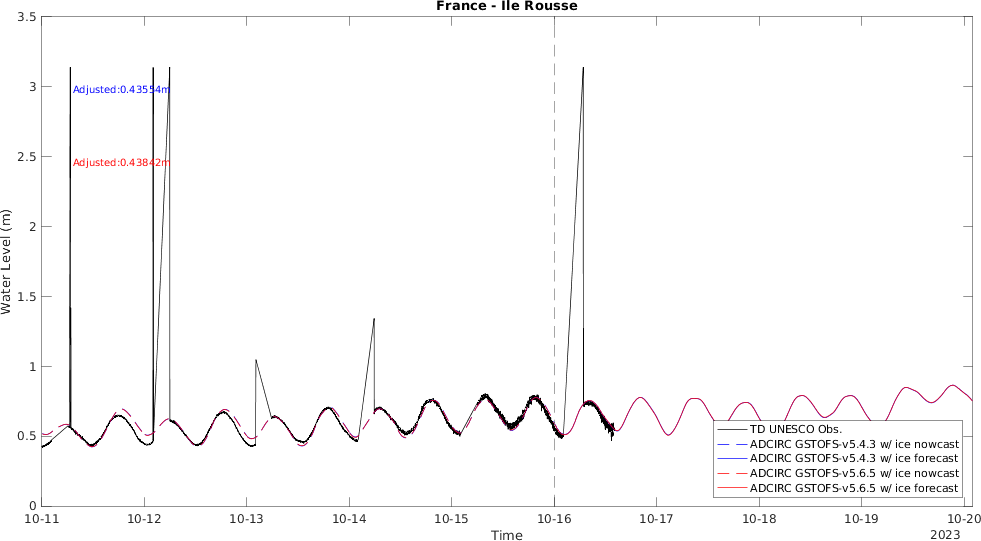 France - Ile Rousse
3.5
3
2.5
2
1.5
1
0.5
0
Water Level (m)
Adjusted:0.43554m
Adjusted:0.43842m
TD UNESCO Obs.
ADCIRC GSTOFS-v5.4.3 w/ ice nowcast
ADCIRC GSTOFS-v5.4.3 w/ ice forecast
ADCIRC GSTOFS-v5.6.5 w/ ice nowcast
ADCIRC GSTOFS-v5.6.5 w/ ice forecast
10-11 10-12 10-13 10-14 10-15 10-16 10-17 10-18 10-19 10-20
Time
2023